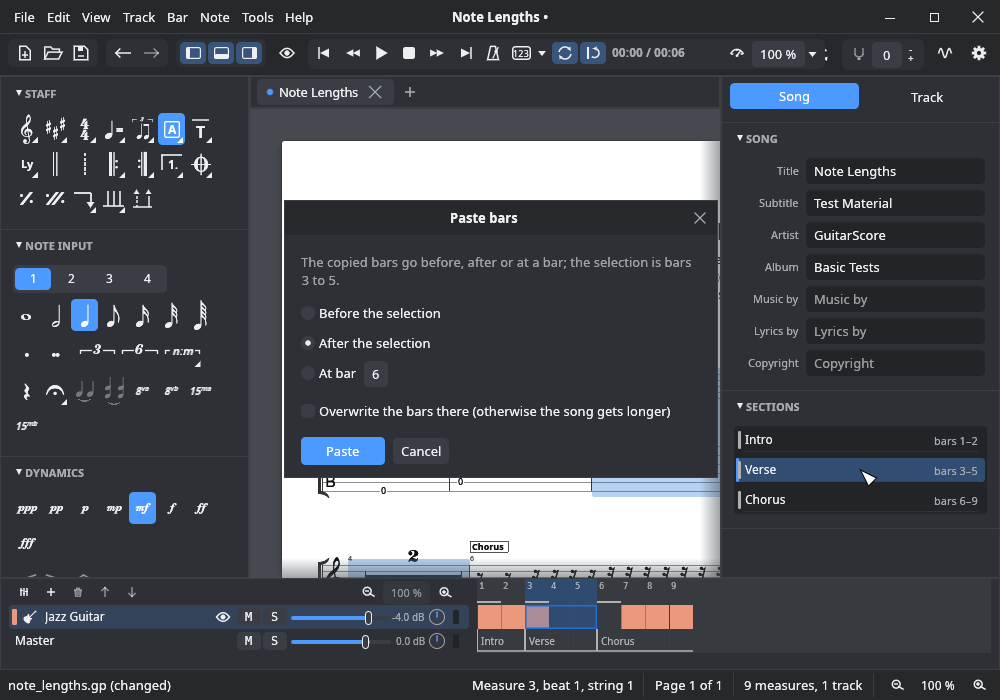 File Edit View Track Bar Note Tools Help
Note Lengths •
00:00 / 00:06
100 %
0
STAFF
Note Lengths
Song
Track
SONG
Title Note Lengths
Subtitle Test Material
Artist GuitarScore
Album Basic Tests
Music by Music by
Lyrics by Lyrics by
Copyright Copyright
SECTIONS
Intro bars 1–2
Verse bars 3–5
Chorus bars 6–9
NOTE INPUT
1 2 3 4
DYNAMICS
ppp pp p mp mf f ff
fff
Paste bars
The copied bars go before, after or at a bar; the selection is bars
3 to 5.
Before the selection
After the selection
At bar 6
Overwrite the bars there (otherwise the song gets longer)
Paste Cancel
0 0
Chorus
4 2 6
100 %
1 2 3 4 5 6 7 8 9
Jazz Guitar M S -4.0 dB
Master M S 0.0 dB
Intro Verse Chorus
note_lengths.gp (changed)
Measure 3, beat 1, string 1
Page 1 of 1
9 measures, 1 track
100 %